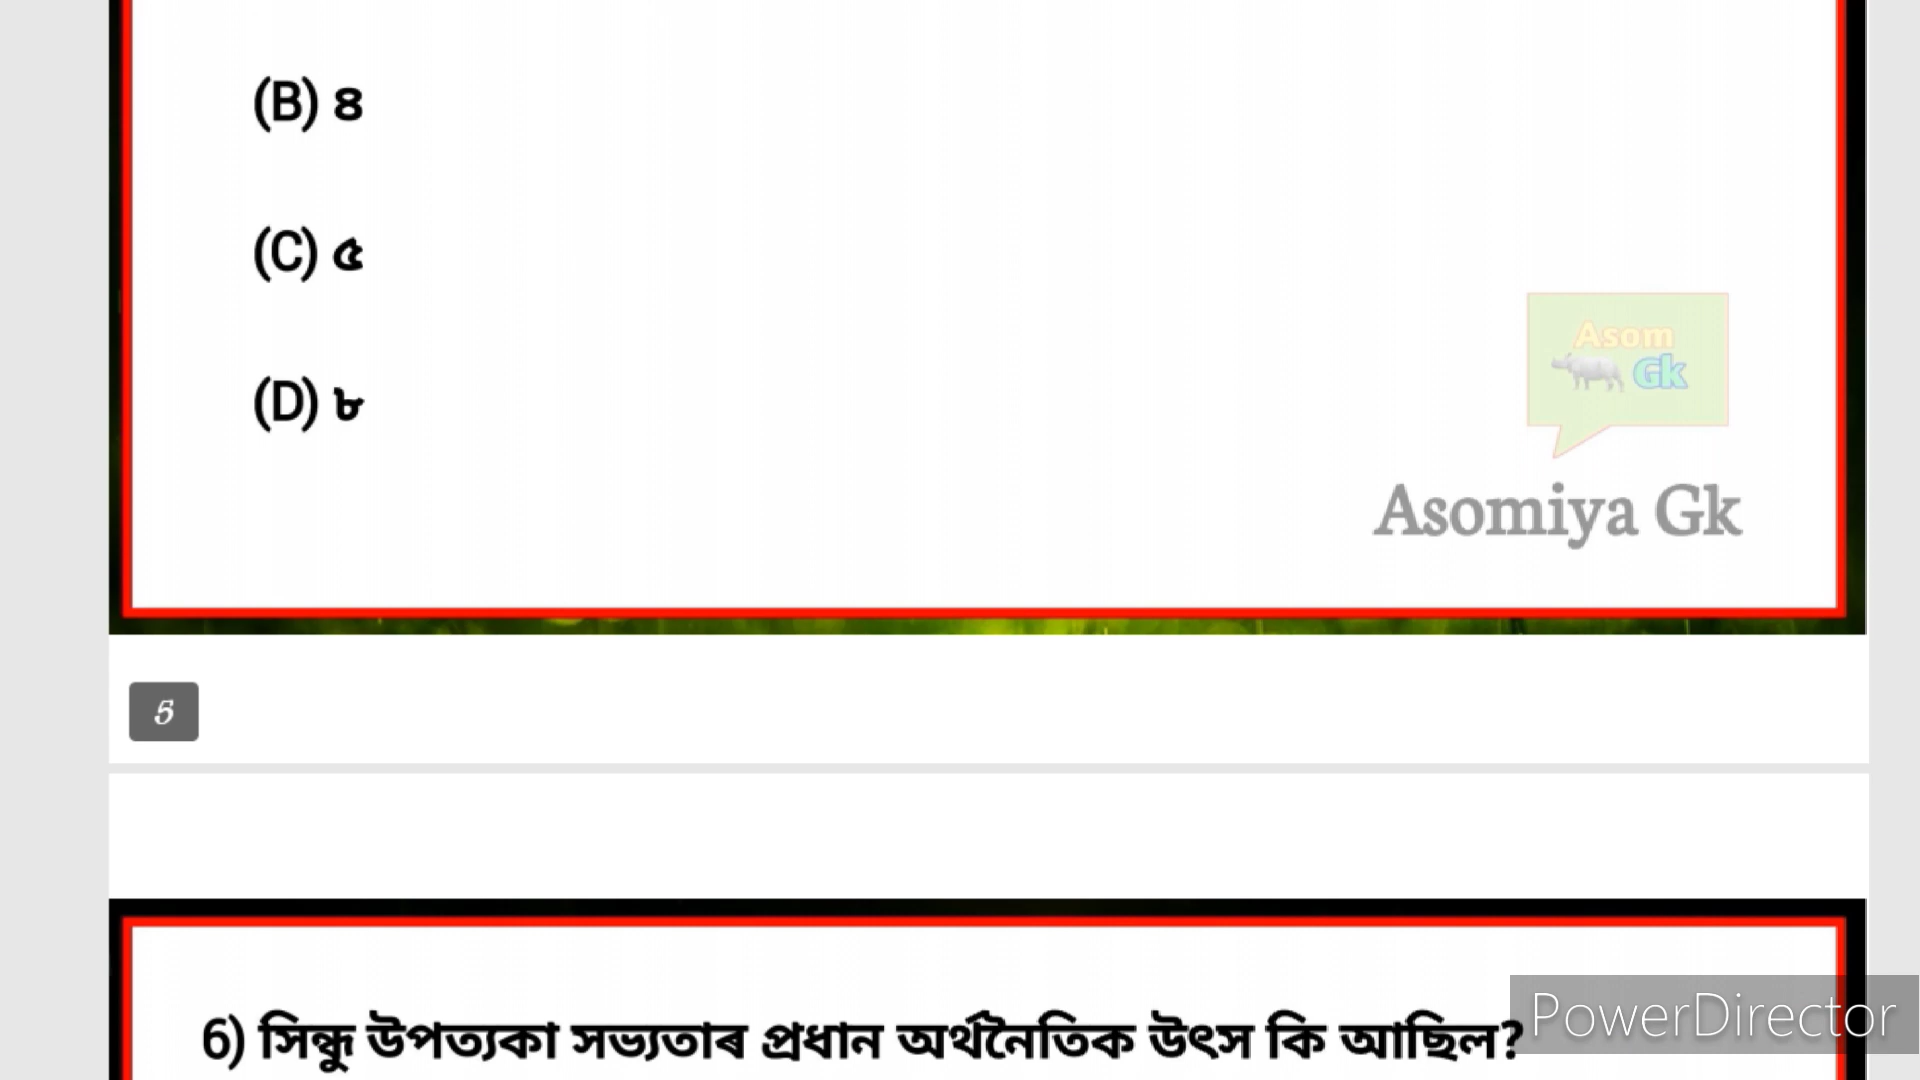 (B) ৪
(C) ৫
(D) ৮
Asom
Gk
Asomiya Gk
5
6) সিন্ধু উপত্যকা সভ্যতাৰ প্ৰধান অৰ্থনৈতিক উৎস কি আছিল?
PowerDirector